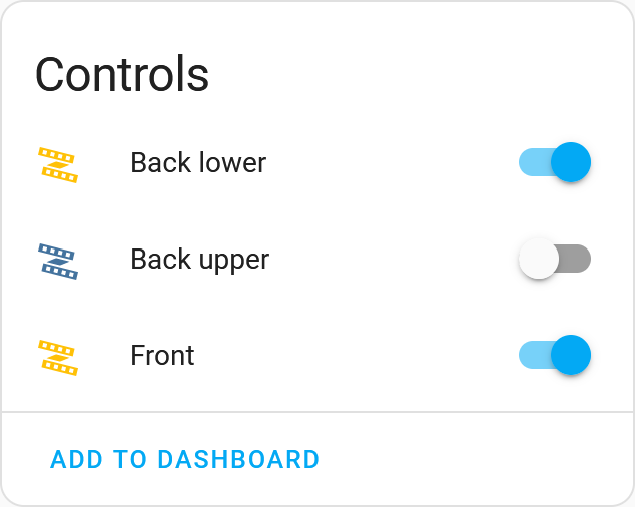 Controls
Back lower
Back upper
Front
ADD TO DASHBOARD